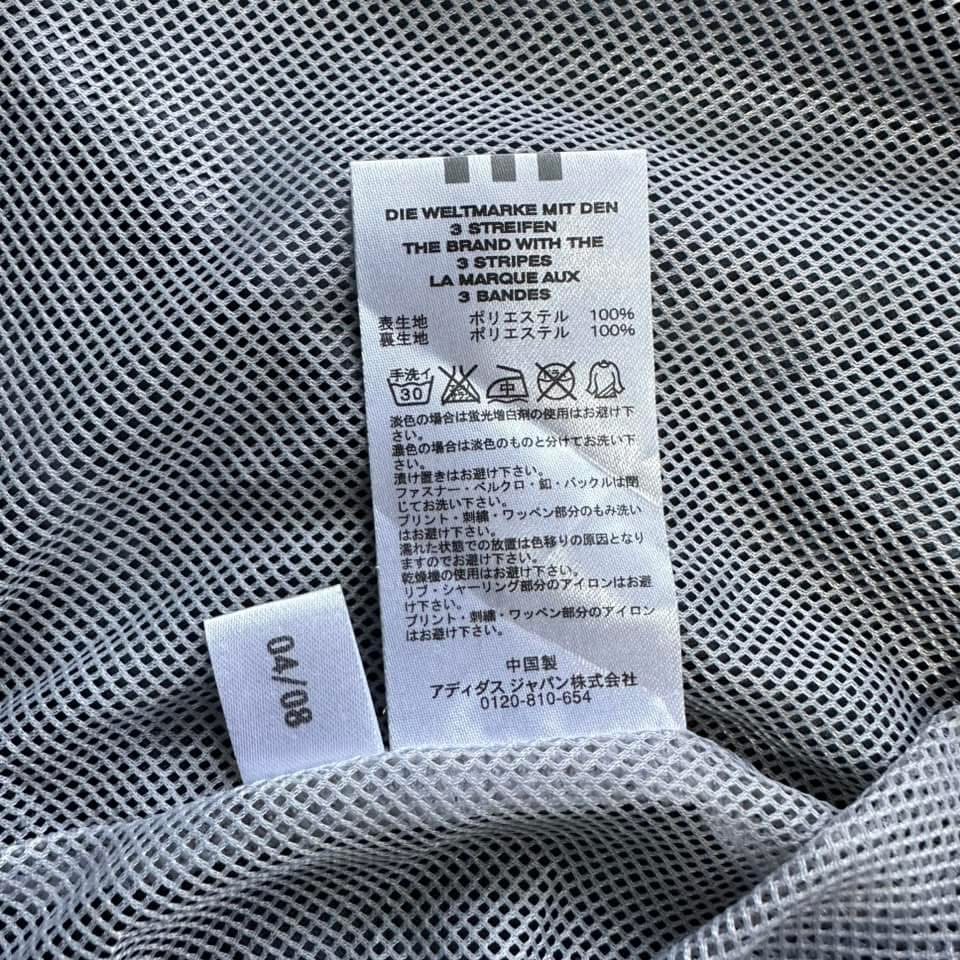 DIE WELTMARKE MIT DEN
3 STREIFEN
THE BRAND WITH THE
3 STRIPES
LA MARQUE AUX
3 BANDES
表生地 ポリエステル 100%
裏生地 ポリエステル 100%
手洗イ
30
中
淡色の場合は蛍光増白剤の使用はお避け下
さい。
濃色の場合は淡色のものと分けてお洗い下
さい。
漬け置きはお避け下さい。
ファスナー・ベルクロ・釦・バックルは閉
じてお洗い下さい。
プリント・刺繍・ワッペン部分のもみ洗い
はお避け下さい。
濡れた状態での放置は色移りの原因となり
ますのでお避け下さい。
乾燥機の使用はお避け下さい。
リブ・シャーリング部分のアイロンはお避
け下さい。
プリント・刺繍・ワッペン部分のアイロン
はお避け下さい。
中国製
アディダス ジャパン株式会社
0120-810-654
04/08